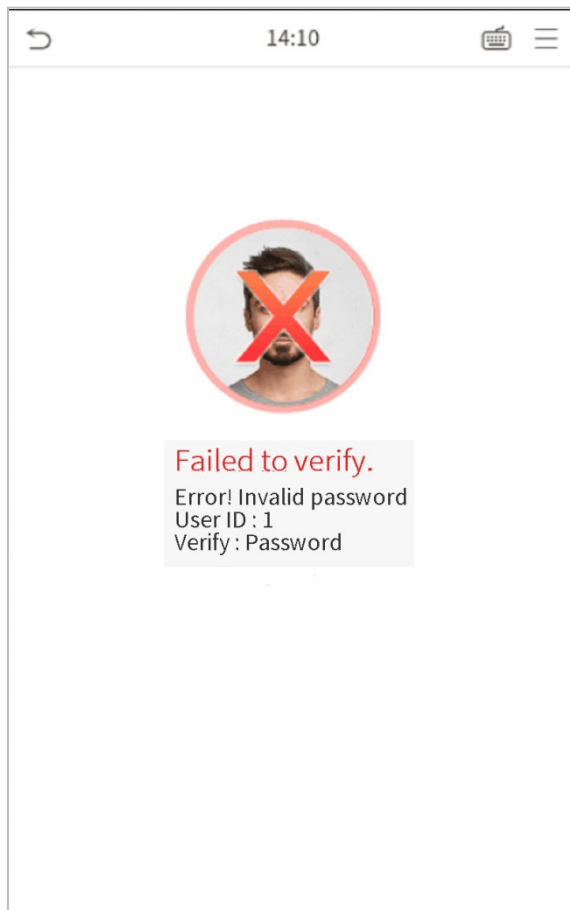 14:10
Failed to verify.
Error! Invalid password
User ID : 1
Verify : Password